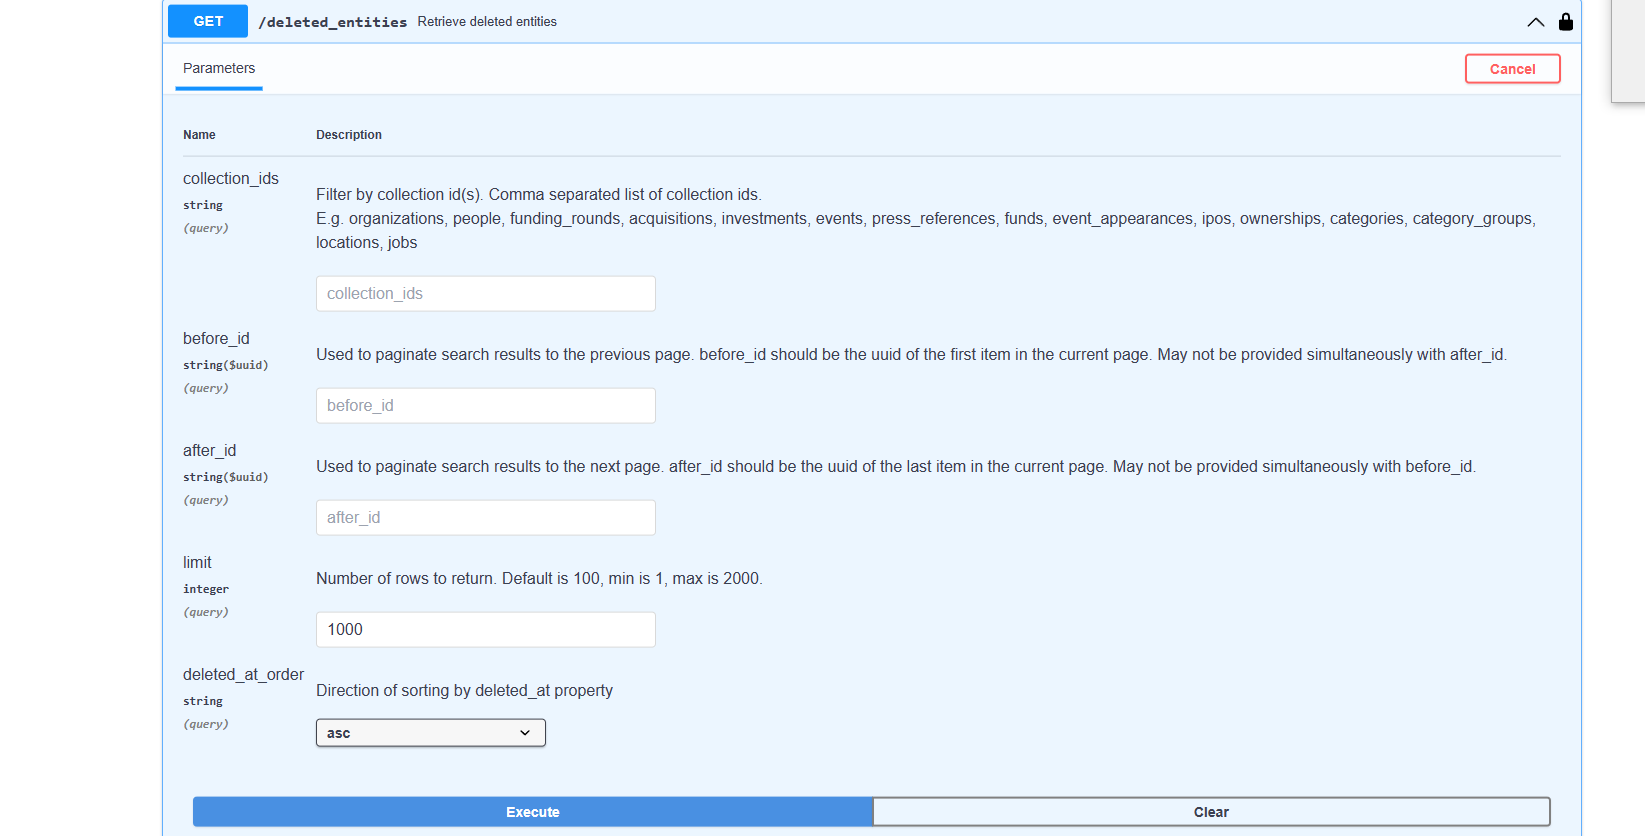 GET /deleted_entities Retrieve deleted entities
Parameters
Cancel
Name Description
collection_ids
string
(query)
Filter by collection id(s). Comma separated list of collection ids.
E.g. organizations, people, funding_rounds, acquisitions, investments, events, press_references, funds, event_appearances, ipos, ownerships, categories, category_groups,
locations, jobs
collection_ids
before_id
string($uuid)
(query)
Used to paginate search results to the previous page. before_id should be the uuid of the first item in the current page. May not be provided simultaneously with after_id.
before_id
after_id
string($uuid)
(query)
Used to paginate search results to the next page. after_id should be the uuid of the last item in the current page. May not be provided simultaneously with before_id.
after_id
limit
integer
(query)
Number of rows to return. Default is 100, min is 1, max is 2000.
1000
deleted_at_order
string
(query)
Direction of sorting by deleted_at property
asc
Execute
Clear